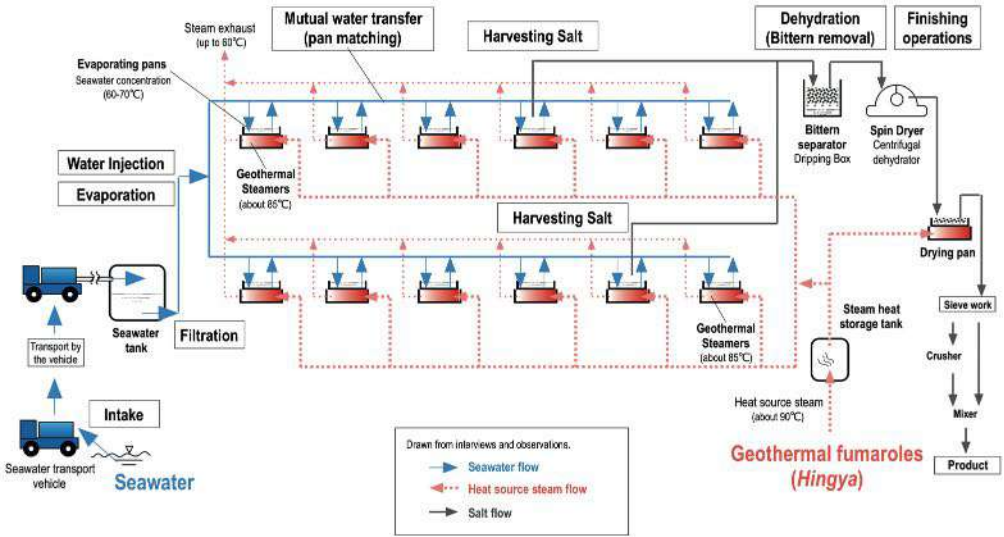 Steam exhaust
(up to 60℃)
Mutual water transfer
(pan matching)
Harvesting Salt
Dehydration
(Bittern removal)
Finishing
operations
Evaporating pans
Seawater concentration
(60-70℃)
Bittern
separator
Dripping Box
Spin Dryer
Centrifugal
dehydrator
Water Injection
Evaporation
Geothermal
Steamers
(about 85℃)
Harvesting Salt
Drying pan
Seawater
tank
Filtration
Geothermal
Steamers
(about 85℃)
Steam heat
storage tank
Sieve work
Transport by
the vehicle
Crusher
Heat source steam
(about 90℃)
Mixer
Intake
Seawater transport
vehicle
Seawater
Drawn from interviews and observations.
Seawater flow
Heat source steam flow
Salt flow
Geothermal fumaroles
(Hingya)
Product